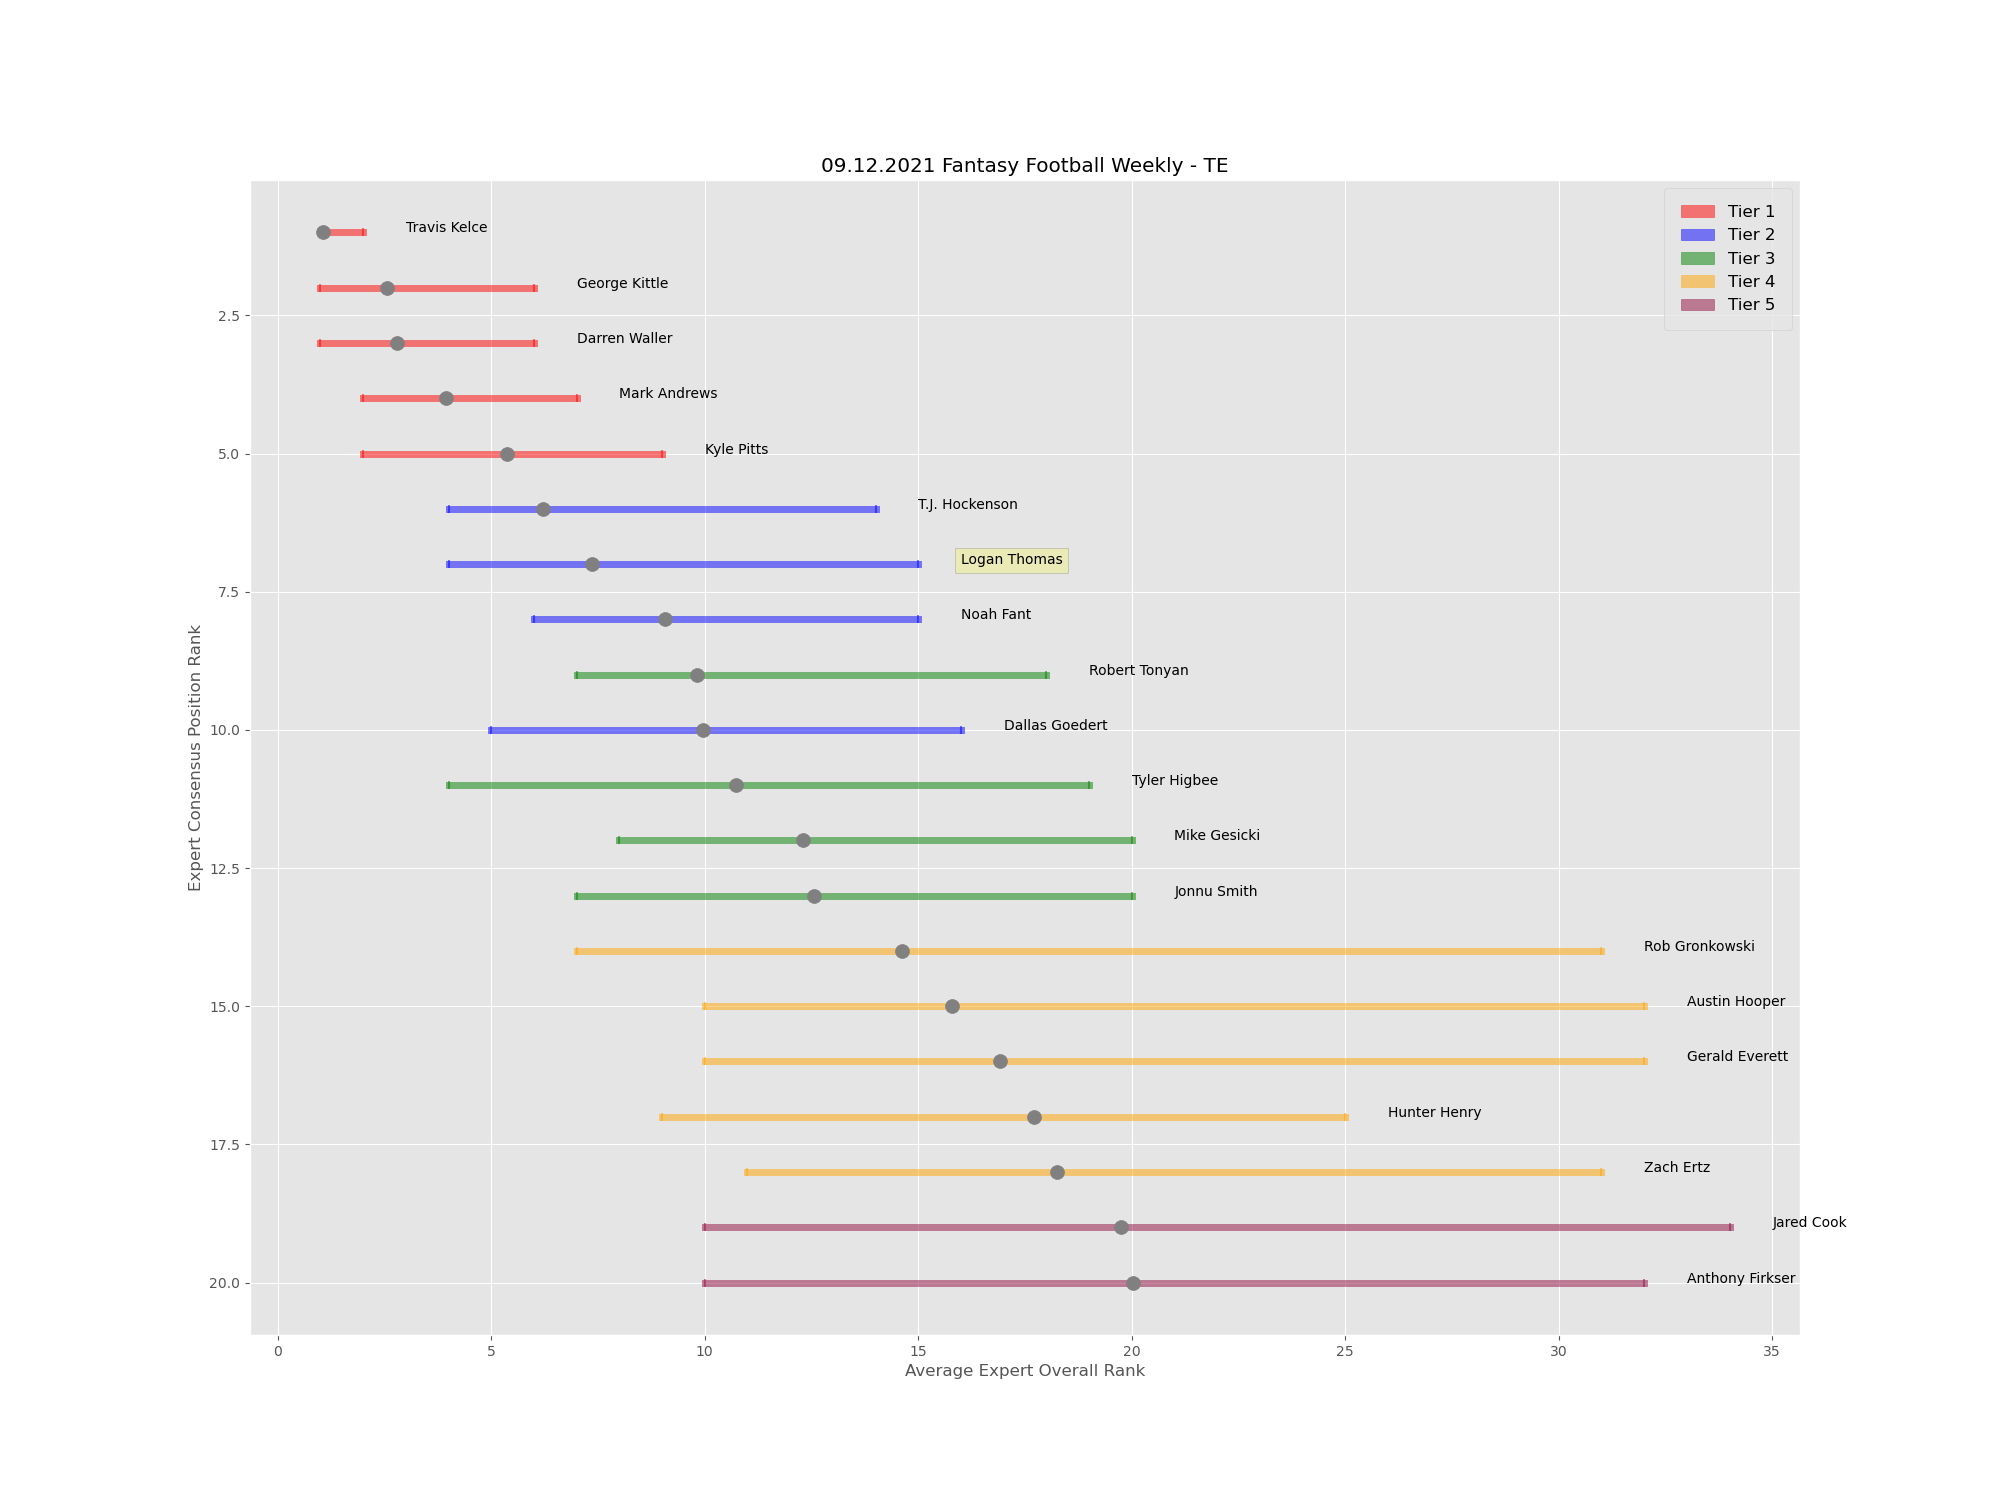 09.12.2021 Fantasy Football Weekly - TE
Tier 1
Tier 2
Tier 3
Tier 4
Tier 5
Travis Kelce
George Kittle
2.5
Darren Waller
Mark Andrews
Kyle Pitts
5.0
T.J. Hockenson
Logan Thomas
7.5
Noah Fant
Robert Tonyan
Dallas Goedert
10.0
Tyler Higbee
Mike Gesicki
12.5
Jonnu Smith
Rob Gronkowski
Austin Hooper
15.0
Gerald Everett
Hunter Henry
17.5
Zach Ertz
Jared Cook
Anthony Firkser
20.0
Expert Consensus Position Rank
0 5 10 15 20 25 30 35
Average Expert Overall Rank